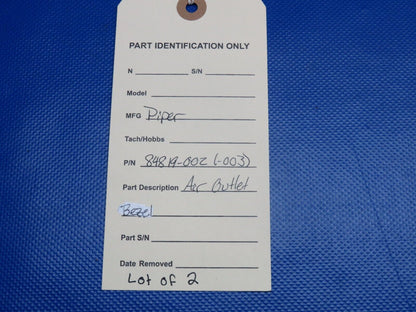 PART IDENTIFICATION ONLY
N S/N
Model
MFG Piper
Tach/Hobbs
P/N 84819-002 (-003)
Part Description Air Outlet
Bezel
Part S/N
Date Removed
Lot of 2